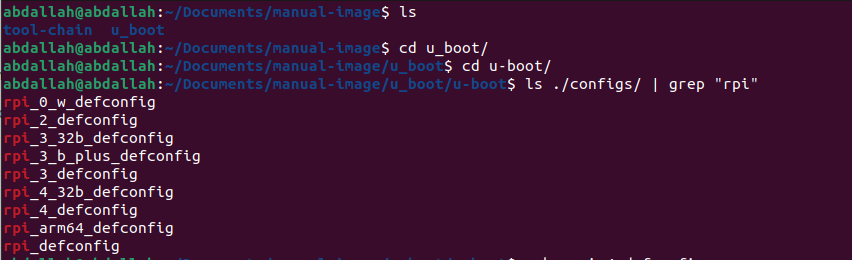 abdallah@abdallah:~/Documents/manual-image$ ls
tool-chain  u_boot
abdallah@abdallah:~/Documents/manual-image$ cd u_boot/
abdallah@abdallah:~/Documents/manual-image/u_boot$ cd u-boot/
abdallah@abdallah:~/Documents/manual-image/u_boot/u-boot$ ls ./configs/ | grep "rpi"
rpi_0_w_defconfig
rpi_2_defconfig
rpi_3_32b_defconfig
rpi_3_b_plus_defconfig
rpi_3_defconfig
rpi_4_32b_defconfig
rpi_4_defconfig
rpi_arm64_defconfig
rpi_defconfig